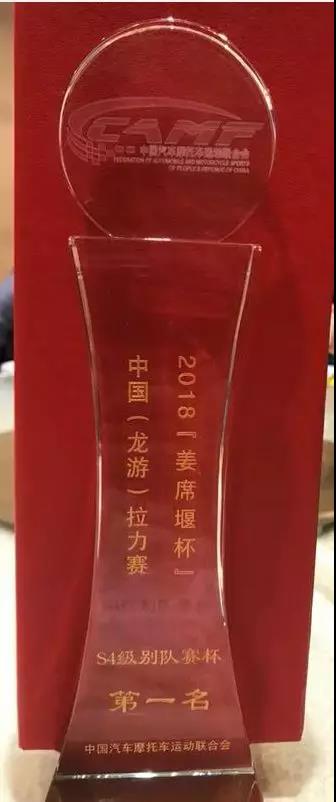 CAMF
中国汽车摩托车运动联合会
FEDERATION OF AUTOMOBILE AND MOTORCYCLE SPORTS
OF PEOPLE'S REPUBLIC OF CHINA
2018『姜席堰杯』
中国（龙游）拉力赛
S4级别队赛杯
第一名
中国汽车摩托车运动联合会